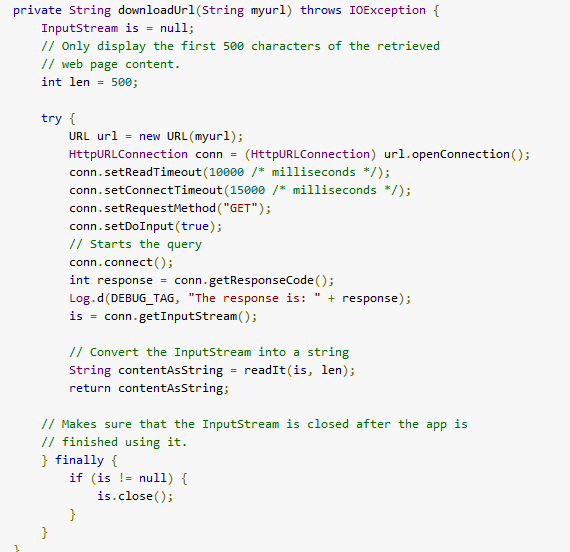 private String downloadUrl(String myurl) throws IOException {
    InputStream is = null;
    // Only display the first 500 characters of the retrieved
    // web page content.
    int len = 500;

    try {
        URL url = new URL(myurl);
        HttpURLConnection conn = (HttpURLConnection) url.openConnection();
        conn.setReadTimeout(10000 /* milliseconds */);
        conn.setConnectTimeout(15000 /* milliseconds */);
        conn.setRequestMethod("GET");
        conn.setDoInput(true);
        // Starts the query
        conn.connect();
        int response = conn.getResponseCode();
        Log.d(DEBUG_TAG, "The response is: " + response);
        is = conn.getInputStream();

        // Convert the InputStream into a string
        String contentAsString = readIt(is, len);
        return contentAsString;

    // Makes sure that the InputStream is closed after the app is
    // finished using it.
    } finally {
        if (is != null) {
            is.close();
        }
    }
}